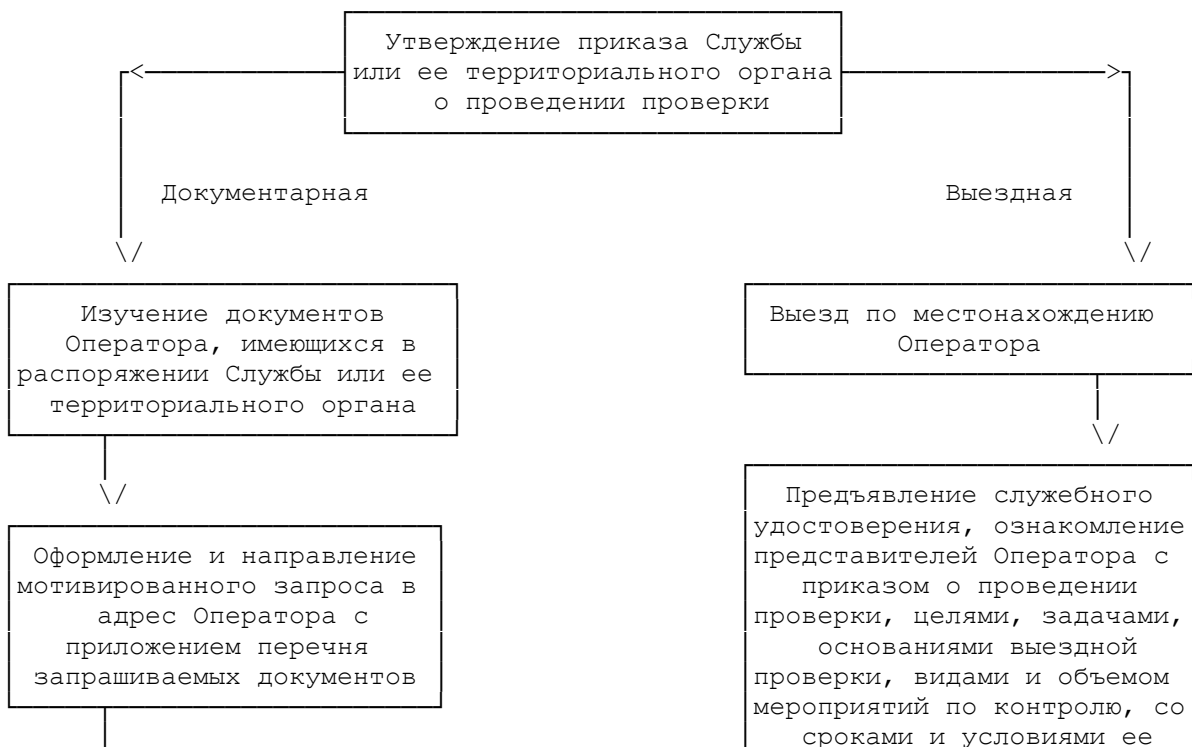 Утверждение приказа Службы
или ее территориального органа
о проведении проверки
Документарная
Выездная
Изучение документов
Оператора, имеющихся в
распоряжении Службы или ее
территориального органа
Выезд по местонахождению
Оператора
Оформление и направление
мотивированного запроса в
адрес Оператора с
приложением перечня
запрашиваемых документов
Предъявление служебного
удостоверения, ознакомление
представителей Оператора с
приказом о проведении
проверки, целями, задачами,
основаниями выездной
проверки, видами и объемом
мероприятий по контролю, со
сроками и условиями ее